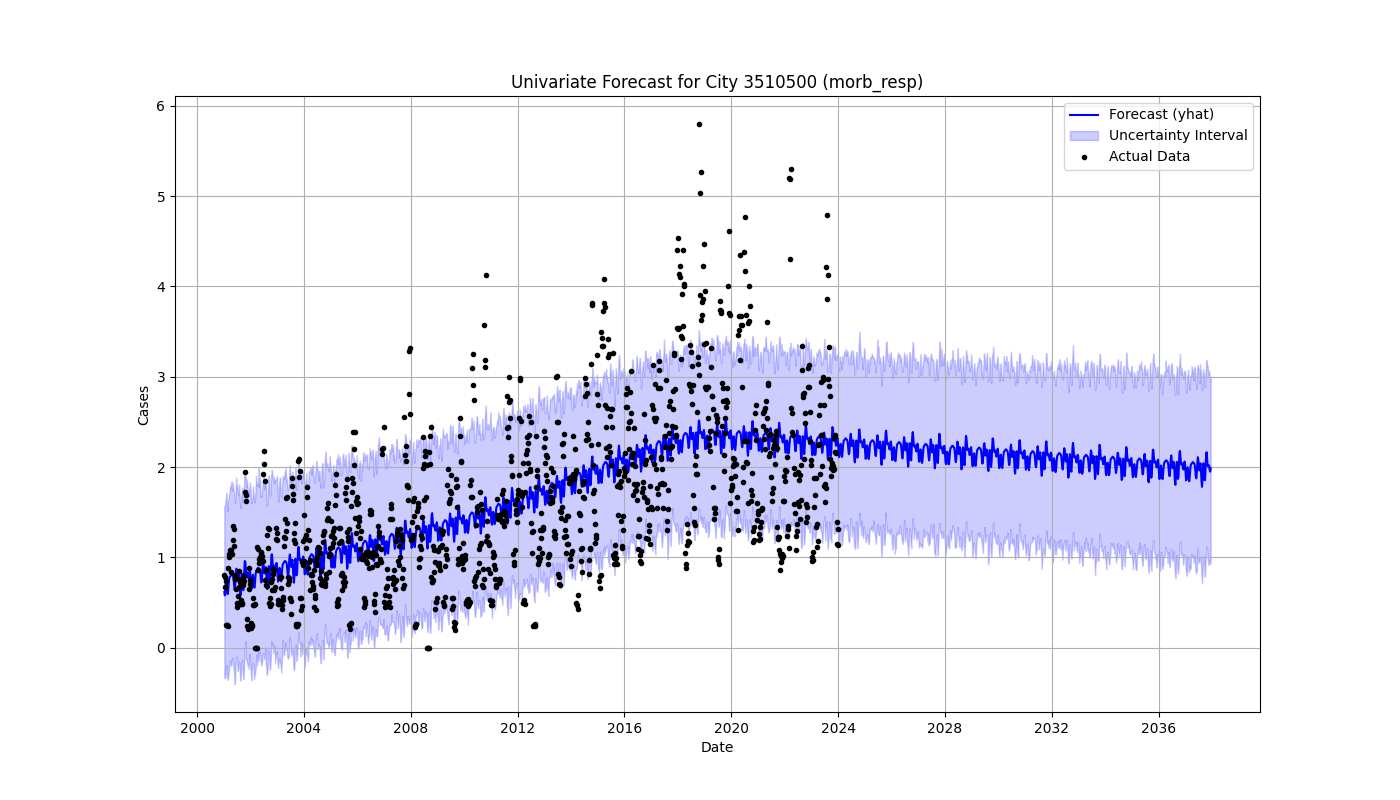 Univariate Forecast for City 3510500 (morb_resp)
Forecast (yhat)
Uncertainty Interval
Actual Data
Cases
6
5
4
3
2
1
0
2000 2004 2008 2012 2016 2020 2024 2028 2032 2036
Date